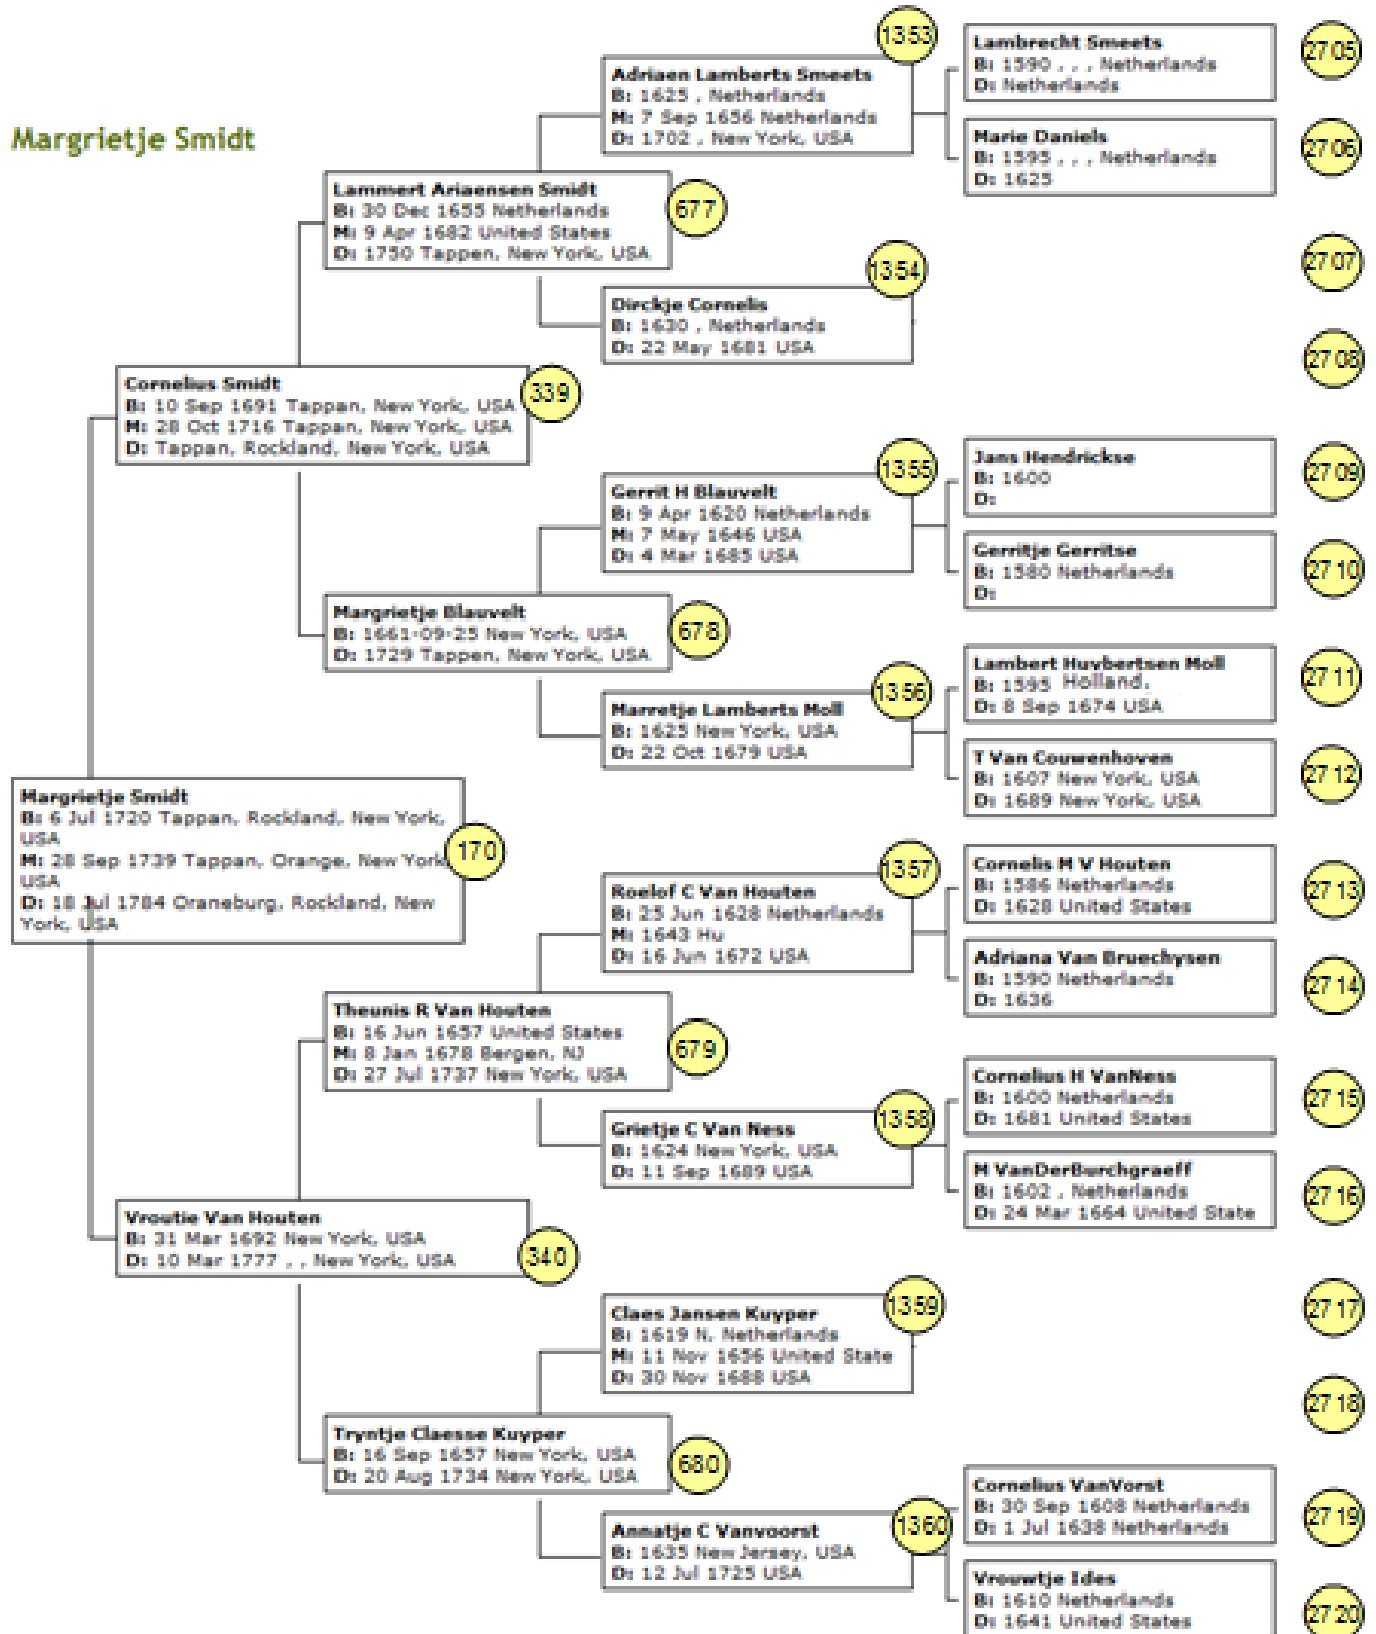 Margrietje Smidt
Margrietje Smidt
B: 6 Jul 1720 Tappan, Rockland, New York,
USA
M: 28 Sep 1739 Tappan, Orange, New York
USA
D: 18 Jul 1784 Oraneburg, Rockland, New
York, USA
170
Cornelius Smidt
B: 10 Sep 1691 Tappan, New York, USA
M: 28 Oct 1716 Tappan, New York, USA
D: Tappan, Rockland, New York, USA
339
Vroutie Van Houten
B: 31 Mar 1692 New York, USA
D: 10 Mar 1777 , , New York, USA
340
Lammert Ariaensen Smidt
B: 30 Dec 1655 Netherlands
M: 9 Apr 1682 United States
D: 1750 Tappen, New York, USA
677
Margrietje Blauvelt
B: 1661-09-25 New York, USA
D: 1729 Tappen, New York, USA
678
Theunis R Van Houten
B: 16 Jun 1657 United States
M: 8 Jan 1678 Bergen, NJ
D: 27 Jul 1737 New York, USA
679
Tryntje Claesse Kuyper
B: 16 Sep 1657 New York, USA
D: 20 Aug 1734 New York, USA
680
Adriaen Lamberts Smeets
B: 1625 , Netherlands
M: 7 Sep 1656 Netherlands
D: 1702 , New York, USA
1353
Dirckje Cornelis
B: 1630 , Netherlands
D: 22 May 1681 USA
1354
Gerrit H Blauvelt
B: 9 Apr 1620 Netherlands
M: 7 May 1646 USA
D: 4 Mar 1685 USA
1355
Marretje Lamberts Moll
B: 1625 New York, USA
D: 22 Oct 1679 USA
1356
Roelof C Van Houten
B: 25 Jun 1628 Netherlands
M: 1643 Hu
D: 16 Jun 1672 USA
1357
Grietje C Van Ness
B: 1624 New York, USA
D: 11 Sep 1689 USA
1358
Claes Jansen Kuyper
B: 1619 N. Netherlands
M: 11 Nov 1656 United State
D: 30 Nov 1688 USA
1359
Annatje C Vanvoorst
B: 1635 New Jersey, USA
D: 12 Jul 1725 USA
1360
Lambrecht Smeets
B: 1590 , , , Netherlands
D: Netherlands
2705
Marie Daniels
B: 1595 , , , Netherlands
D: 1625
2706
2707
2708
Jans Hendrickse
B: 1600
D:
2709
Gerritje Gerritse
B: 1580 Netherlands
D:
2710
Lambert Huybertsen Moll
B: 1595 Holland,
D: 8 Sep 1674 USA
2711
T Van Couwenhoven
B: 1607 New York, USA
D: 1689 New York, USA
2712
Cornelis M V Houten
B: 1586 Netherlands
D: 1628 United States
2713
Adriana Van Bruechysen
B: 1590 Netherlands
D: 1636
2714
Cornelius H VanNess
B: 1600 Netherlands
D: 1681 United States
2715
M VanDerBurchgraeff
B: 1602 , Netherlands
D: 24 Mar 1664 United State
2716
2717
2718
Cornelius VanVorst
B: 30 Sep 1608 Netherlands
D: 1 Jul 1638 Netherlands
2719
Vrouwtje Ides
B: 1610 Netherlands
D: 1641 United States
2720